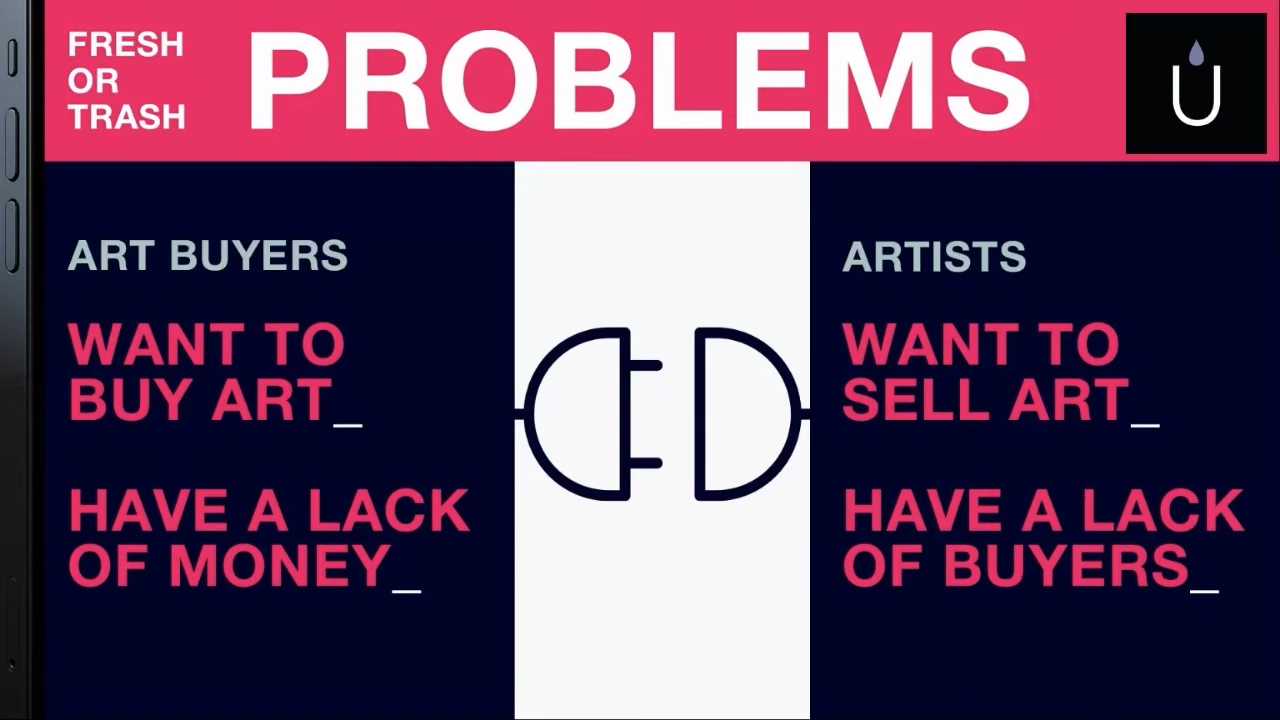 FRESH
OR
TRASH
PROBLEMS
U
ART BUYERS
WANT TO
BUY ART_
HAVE A LACK
OF MONEY_
ARTISTS
WANT TO
SELL ART_
HAVE A LACK
OF BUYERS_